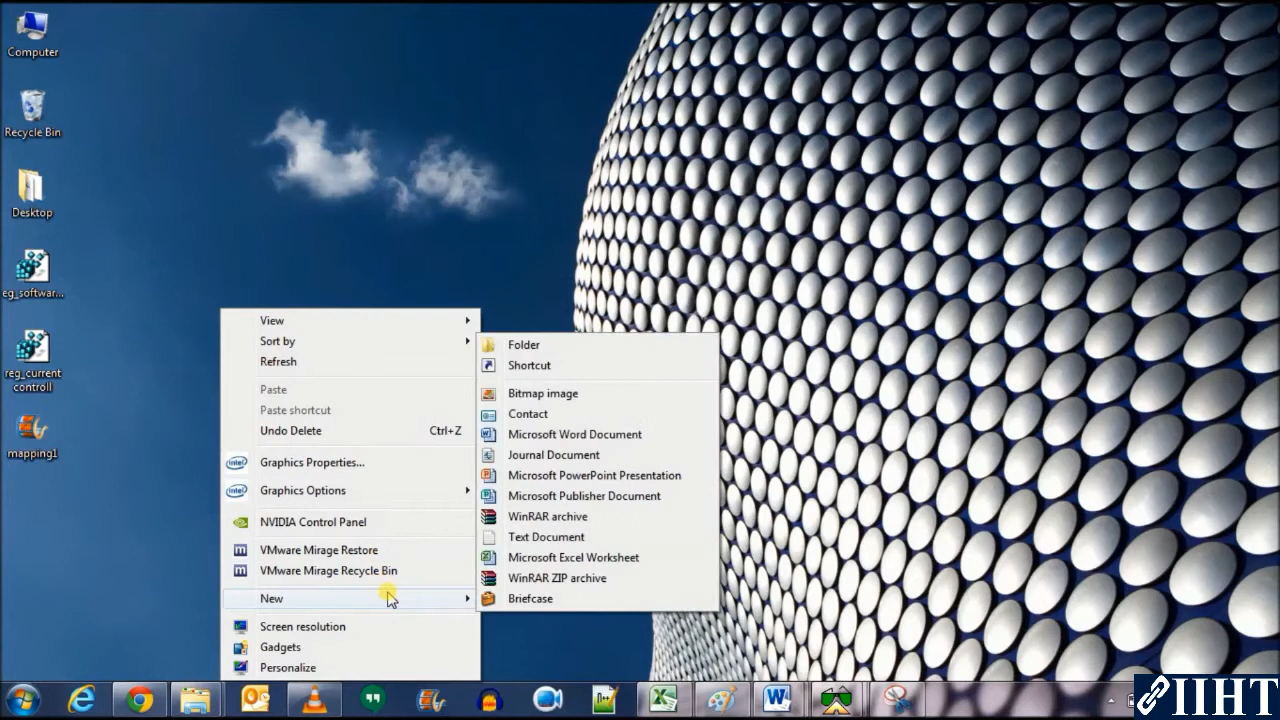 Computer
Recycle Bin
Desktop
eg_softwar...
reg_current
controll
mapping1
View
Sort by
Refresh
Paste
Paste shortcut
Undo Delete Ctrl+Z
Graphics Properties...
Graphics Options
NVIDIA Control Panel
VMware Mirage Restore
VMware Mirage Recycle Bin
New
Screen resolution
Gadgets
Personalize
Folder
Shortcut
Bitmap image
Contact
Microsoft Word Document
Journal Document
Microsoft PowerPoint Presentation
Microsoft Publisher Document
WinRAR archive
Text Document
Microsoft Excel Worksheet
WinRAR ZIP archive
Briefcase
IIHT